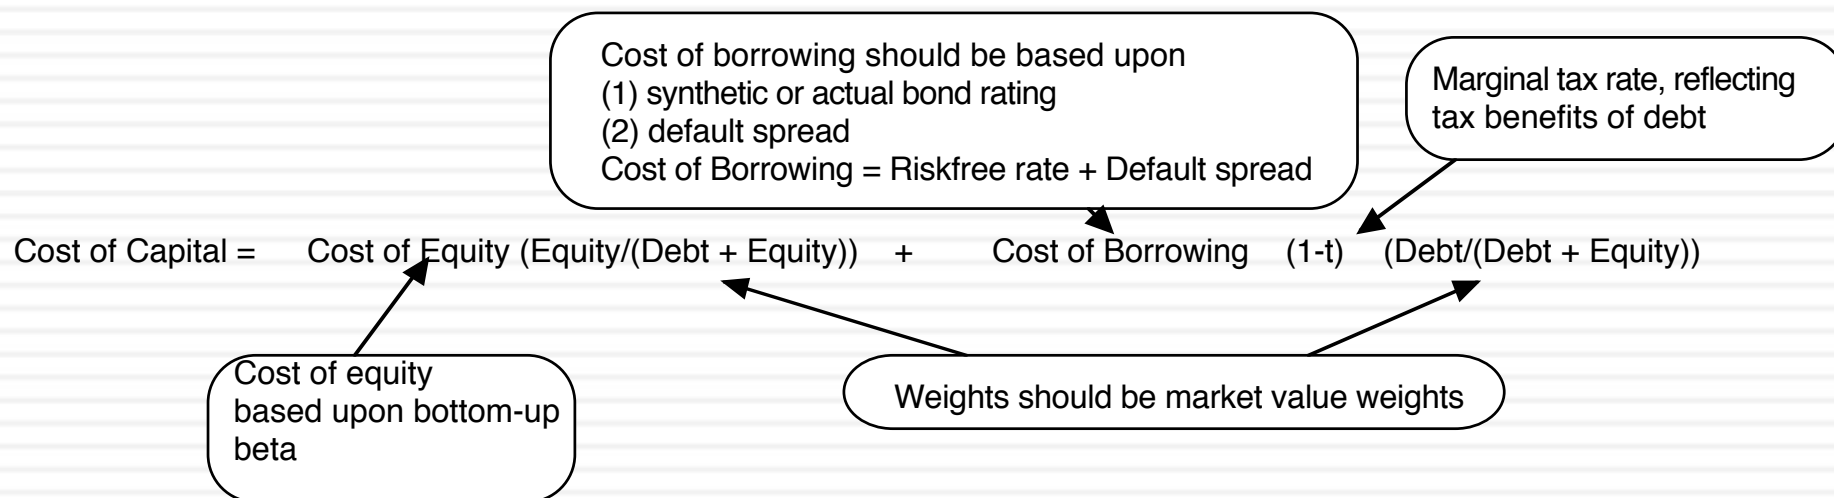 Cost of borrowing should be based upon
(1) synthetic or actual bond rating
(2) default spread
Cost of Borrowing = Riskfree rate + Default spread
Marginal tax rate, reflecting
tax benefits of debt
Cost of Capital = Cost of Equity (Equity/(Debt + Equity)) + Cost of Borrowing (1-t) (Debt/(Debt + Equity))
Cost of equity
based upon bottom-up
beta
Weights should be market value weights